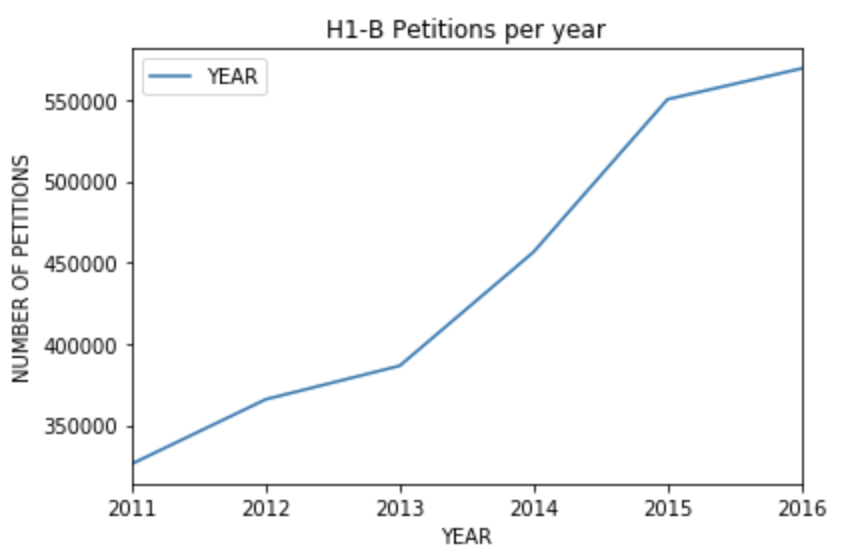 H1-B Petitions per year
YEAR
550000
500000
450000
400000
350000
NUMBER OF PETITIONS
2011 2012 2013 2014 2015 2016
YEAR